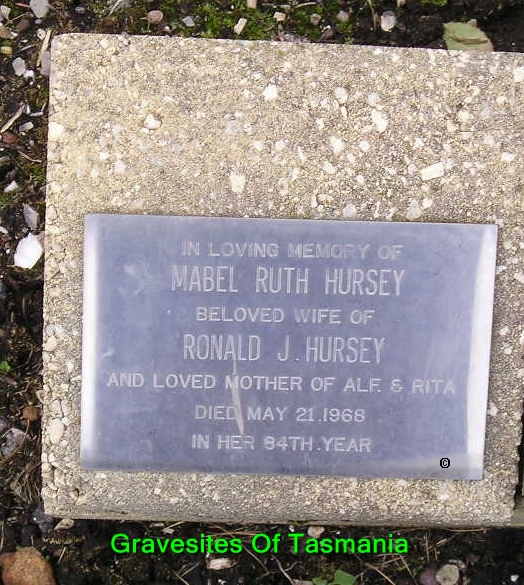 IN LOVING MEMORY OF
MABEL RUTH HURSEY
BELOVED WIFE OF
RONALD J. HURSEY
AND LOVED MOTHER OF ALF. & RITA
DIED MAY 21.1968
IN HER 84TH.YEAR
©
Gravesites Of Tasmania